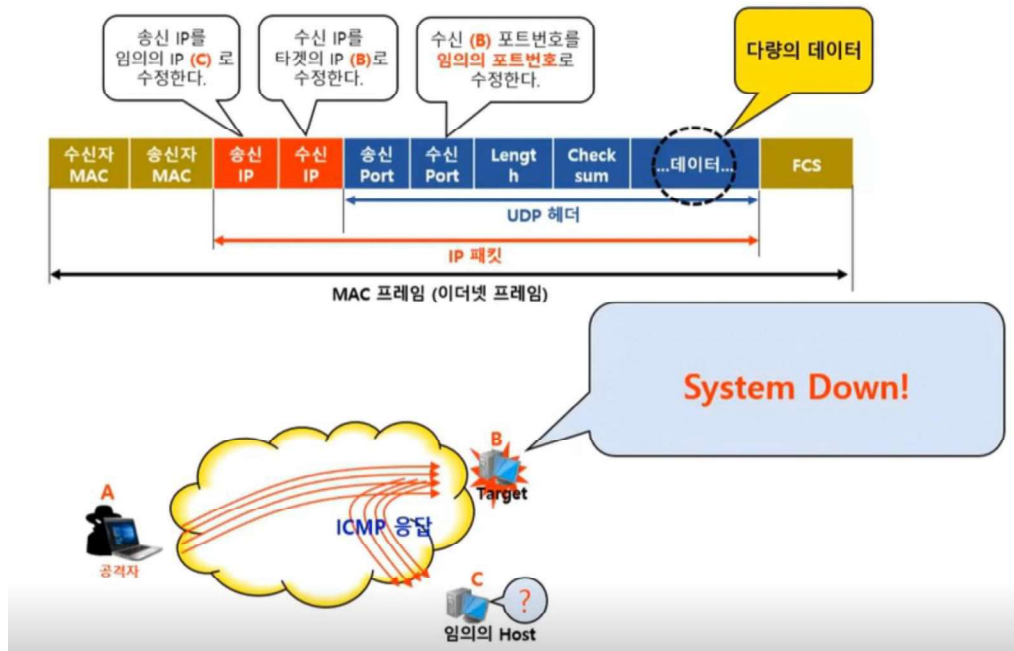 송신 IP를
임의의 IP (C) 로
수정한다.
수신 IP를
타겟의 IP (B)로
수정한다.
수신 (B) 포트번호를
임의의 포트번호로
수정한다.
다량의 데이터
수신자
MAC
송신자
MAC
송신
IP
수신
IP
송신
Port
수신
Port
Lengt
h
Check
sum
...데이터...
FCS
UDP 헤더
IP 패킷
MAC 프레임 (이더넷 프레임)
System Down!
B
Target
A
공격자
ICMP 응답
C
?
임의의 Host